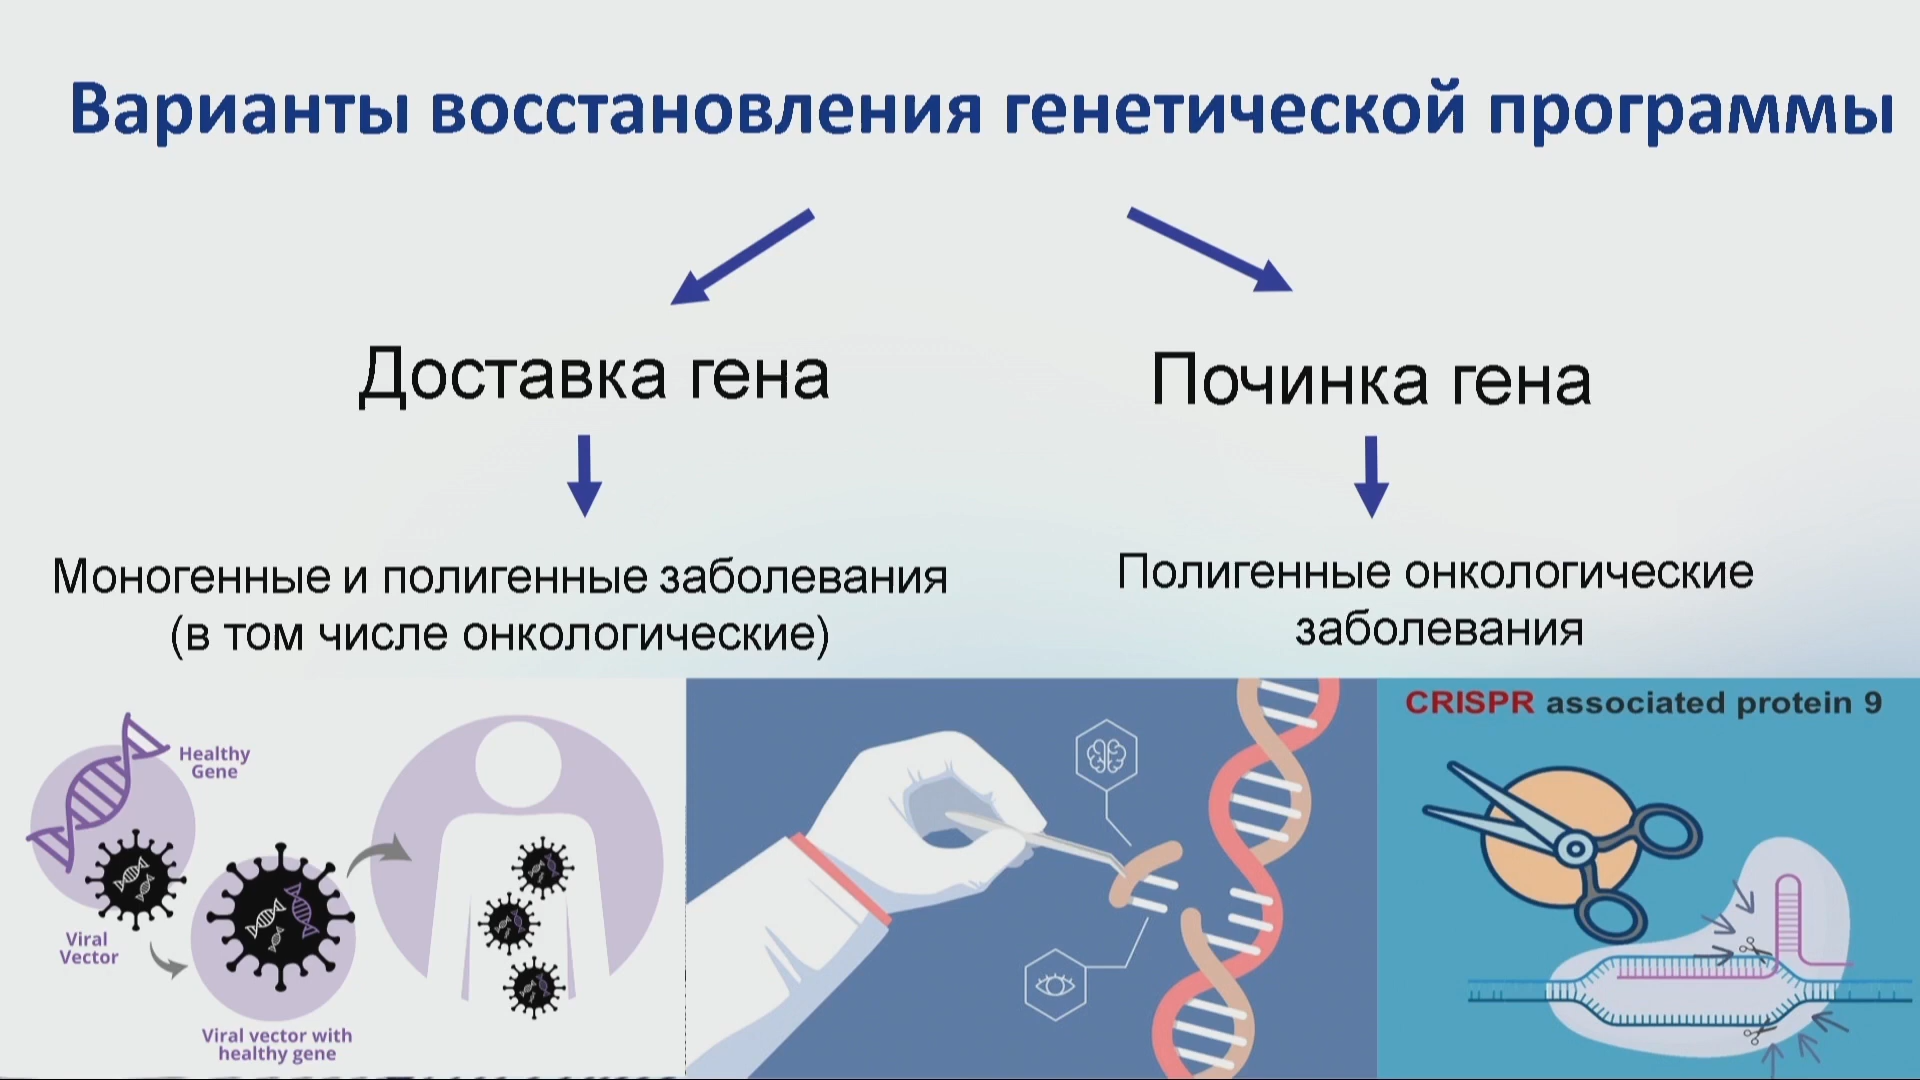 Варианты восстановления генетической программы
Доставка гена
Починка гена
Моногенные и полигенные заболевания
(в том числе онкологические)
Полигенные онкологические
заболевания
Healthy
Gene
Viral
Vector
Viral vector with
healthy gene
CRISPR associated protein 9